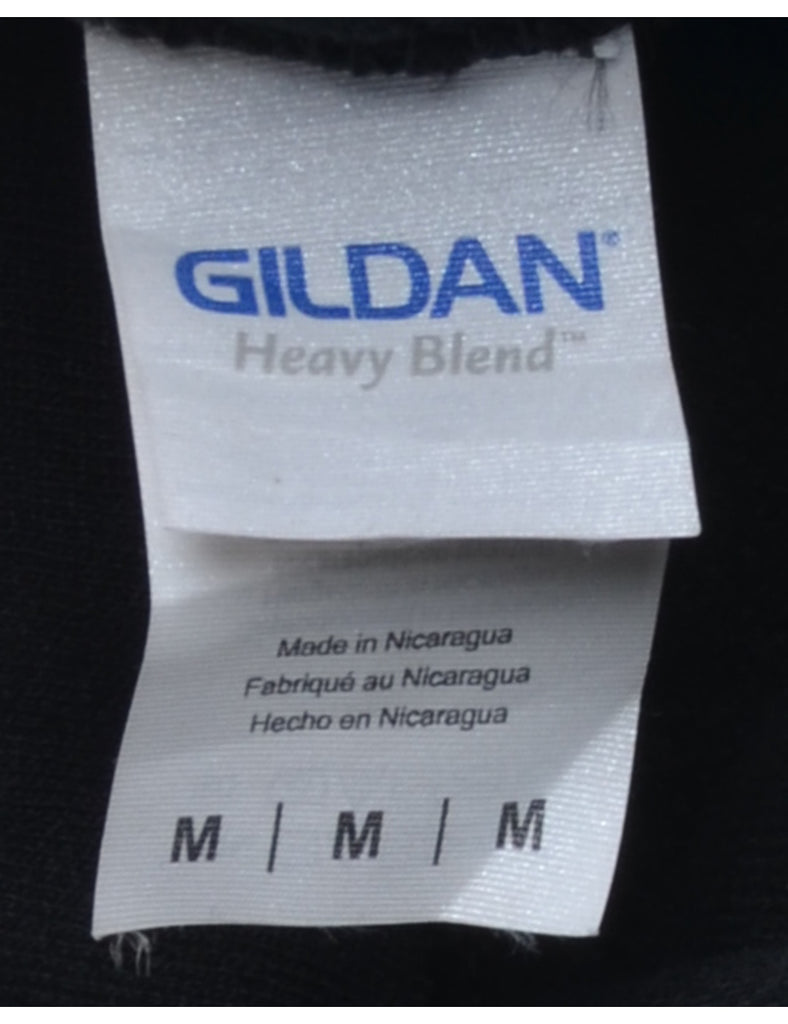 GILDAN®
Heavy Blend™
Made in Nicaragua
Fabriqué au Nicaragua
Hecho en Nicaragua
M | M | M